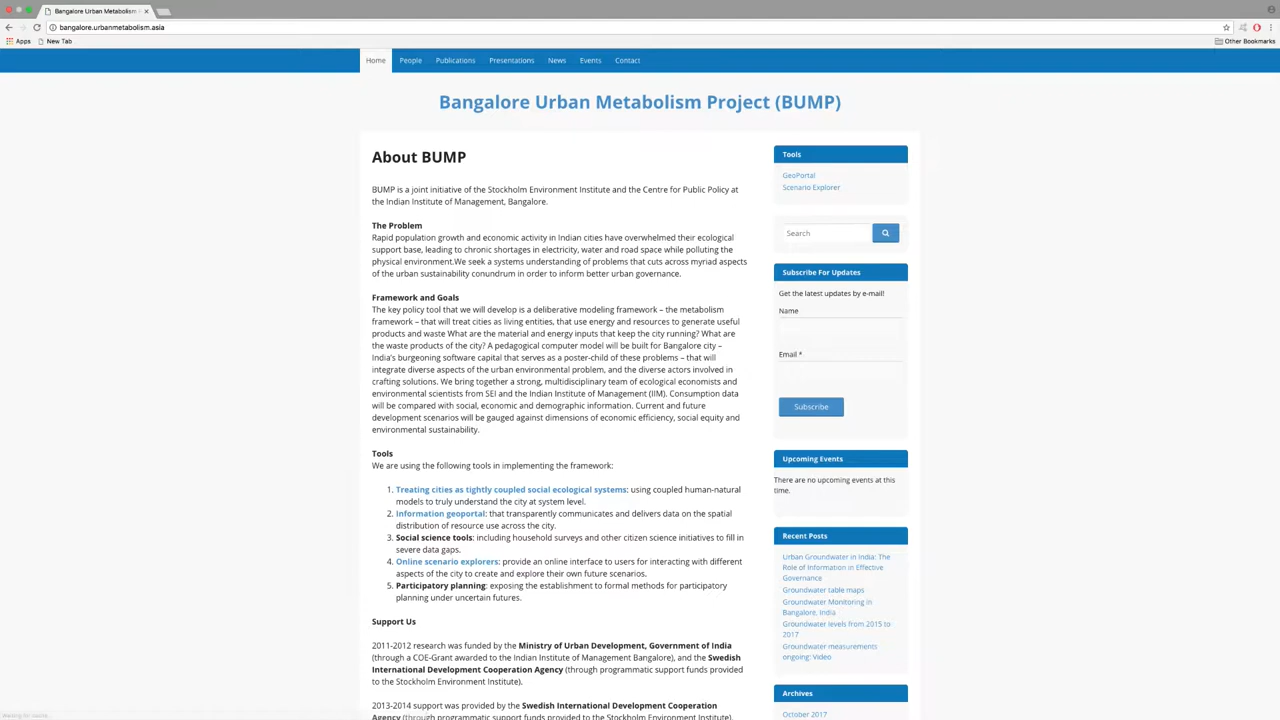 Bangalore Urban Metabolism
bangalore.urbanmetabolism.asia
Apps New Tab Other Bookmarks
Home People Publications Presentations News Events Contact
Bangalore Urban Metabolism Project (BUMP)
About BUMP
BUMP is a joint initiative of the Stockholm Environment Institute and the Centre for Public Policy at
the Indian Institute of Management, Bangalore.
The Problem
Rapid population growth and economic activity in Indian cities have overwhelmed their ecological
support base, leading to chronic shortages in electricity, water and road space while polluting the
physical environment.We seek a systems understanding of problems that cuts across myriad aspects
of the urban sustainability conundrum in order to inform better urban governance.
Framework and Goals
The key policy tool that we will develop is a deliberative modeling framework – the metabolism
framework – that will treat cities as living entities, that use energy and resources to generate useful
products and waste What are the material and energy inputs that keep the city running? What are
the waste products of the city? A pedagogical computer model will be built for Bangalore city –
India's burgeoning software capital that serves as a poster-child of these problems – that will
integrate diverse aspects of the urban environmental problem, and the diverse actors involved in
crafting solutions. We bring together a strong, multidisciplinary team of ecological economists and
environmental scientists from SEI and the Indian Institute of Management (IIM). Consumption data
will be compared with social, economic and demographic information. Current and future
development scenarios will be gauged against dimensions of economic efficiency, social equity and
environmental sustainability.
Tools
We are using the following tools in implementing the framework:
1. Treating cities as tightly coupled social ecological systems: using coupled human-natural
models to truly understand the city at system level.
2. Information geoportal: that transparently communicates and delivers data on the spatial
distribution of resource use across the city.
3. Social science tools: including household surveys and other citizen science initiatives to fill in
severe data gaps.
4. Online scenario explorers: provide an online interface to users for interacting with different
aspects of the city to create and explore their own future scenarios.
5. Participatory planning: exposing the establishment to formal methods for participatory
planning under uncertain futures.
Support Us
2011-2012 research was funded by the Ministry of Urban Development, Government of India
(through a COE-Grant awarded to the Indian Institute of Management Bangalore), and the Swedish
International Development Cooperation Agency (through programmatic support funds provided
to the Stockholm Environment Institute).
2013-2014 support was provided by the Swedish International Development Cooperation
Agency (through programmatic support funds provided to the Stockholm Environment Institute).
Tools
GeoPortal
Scenario Explorer
Search
Subscribe For Updates
Get the latest updates by e-mail!
Name
Email *
Subscribe
Upcoming Events
There are no upcoming events at this
time.
Recent Posts
Urban Groundwater in India: The
Role of Information in Effective
Governance
Groundwater table maps
Groundwater Monitoring in
Bangalore, India
Groundwater levels from 2015 to
2017
Groundwater measurements
ongoing: Video
Archives
October 2017